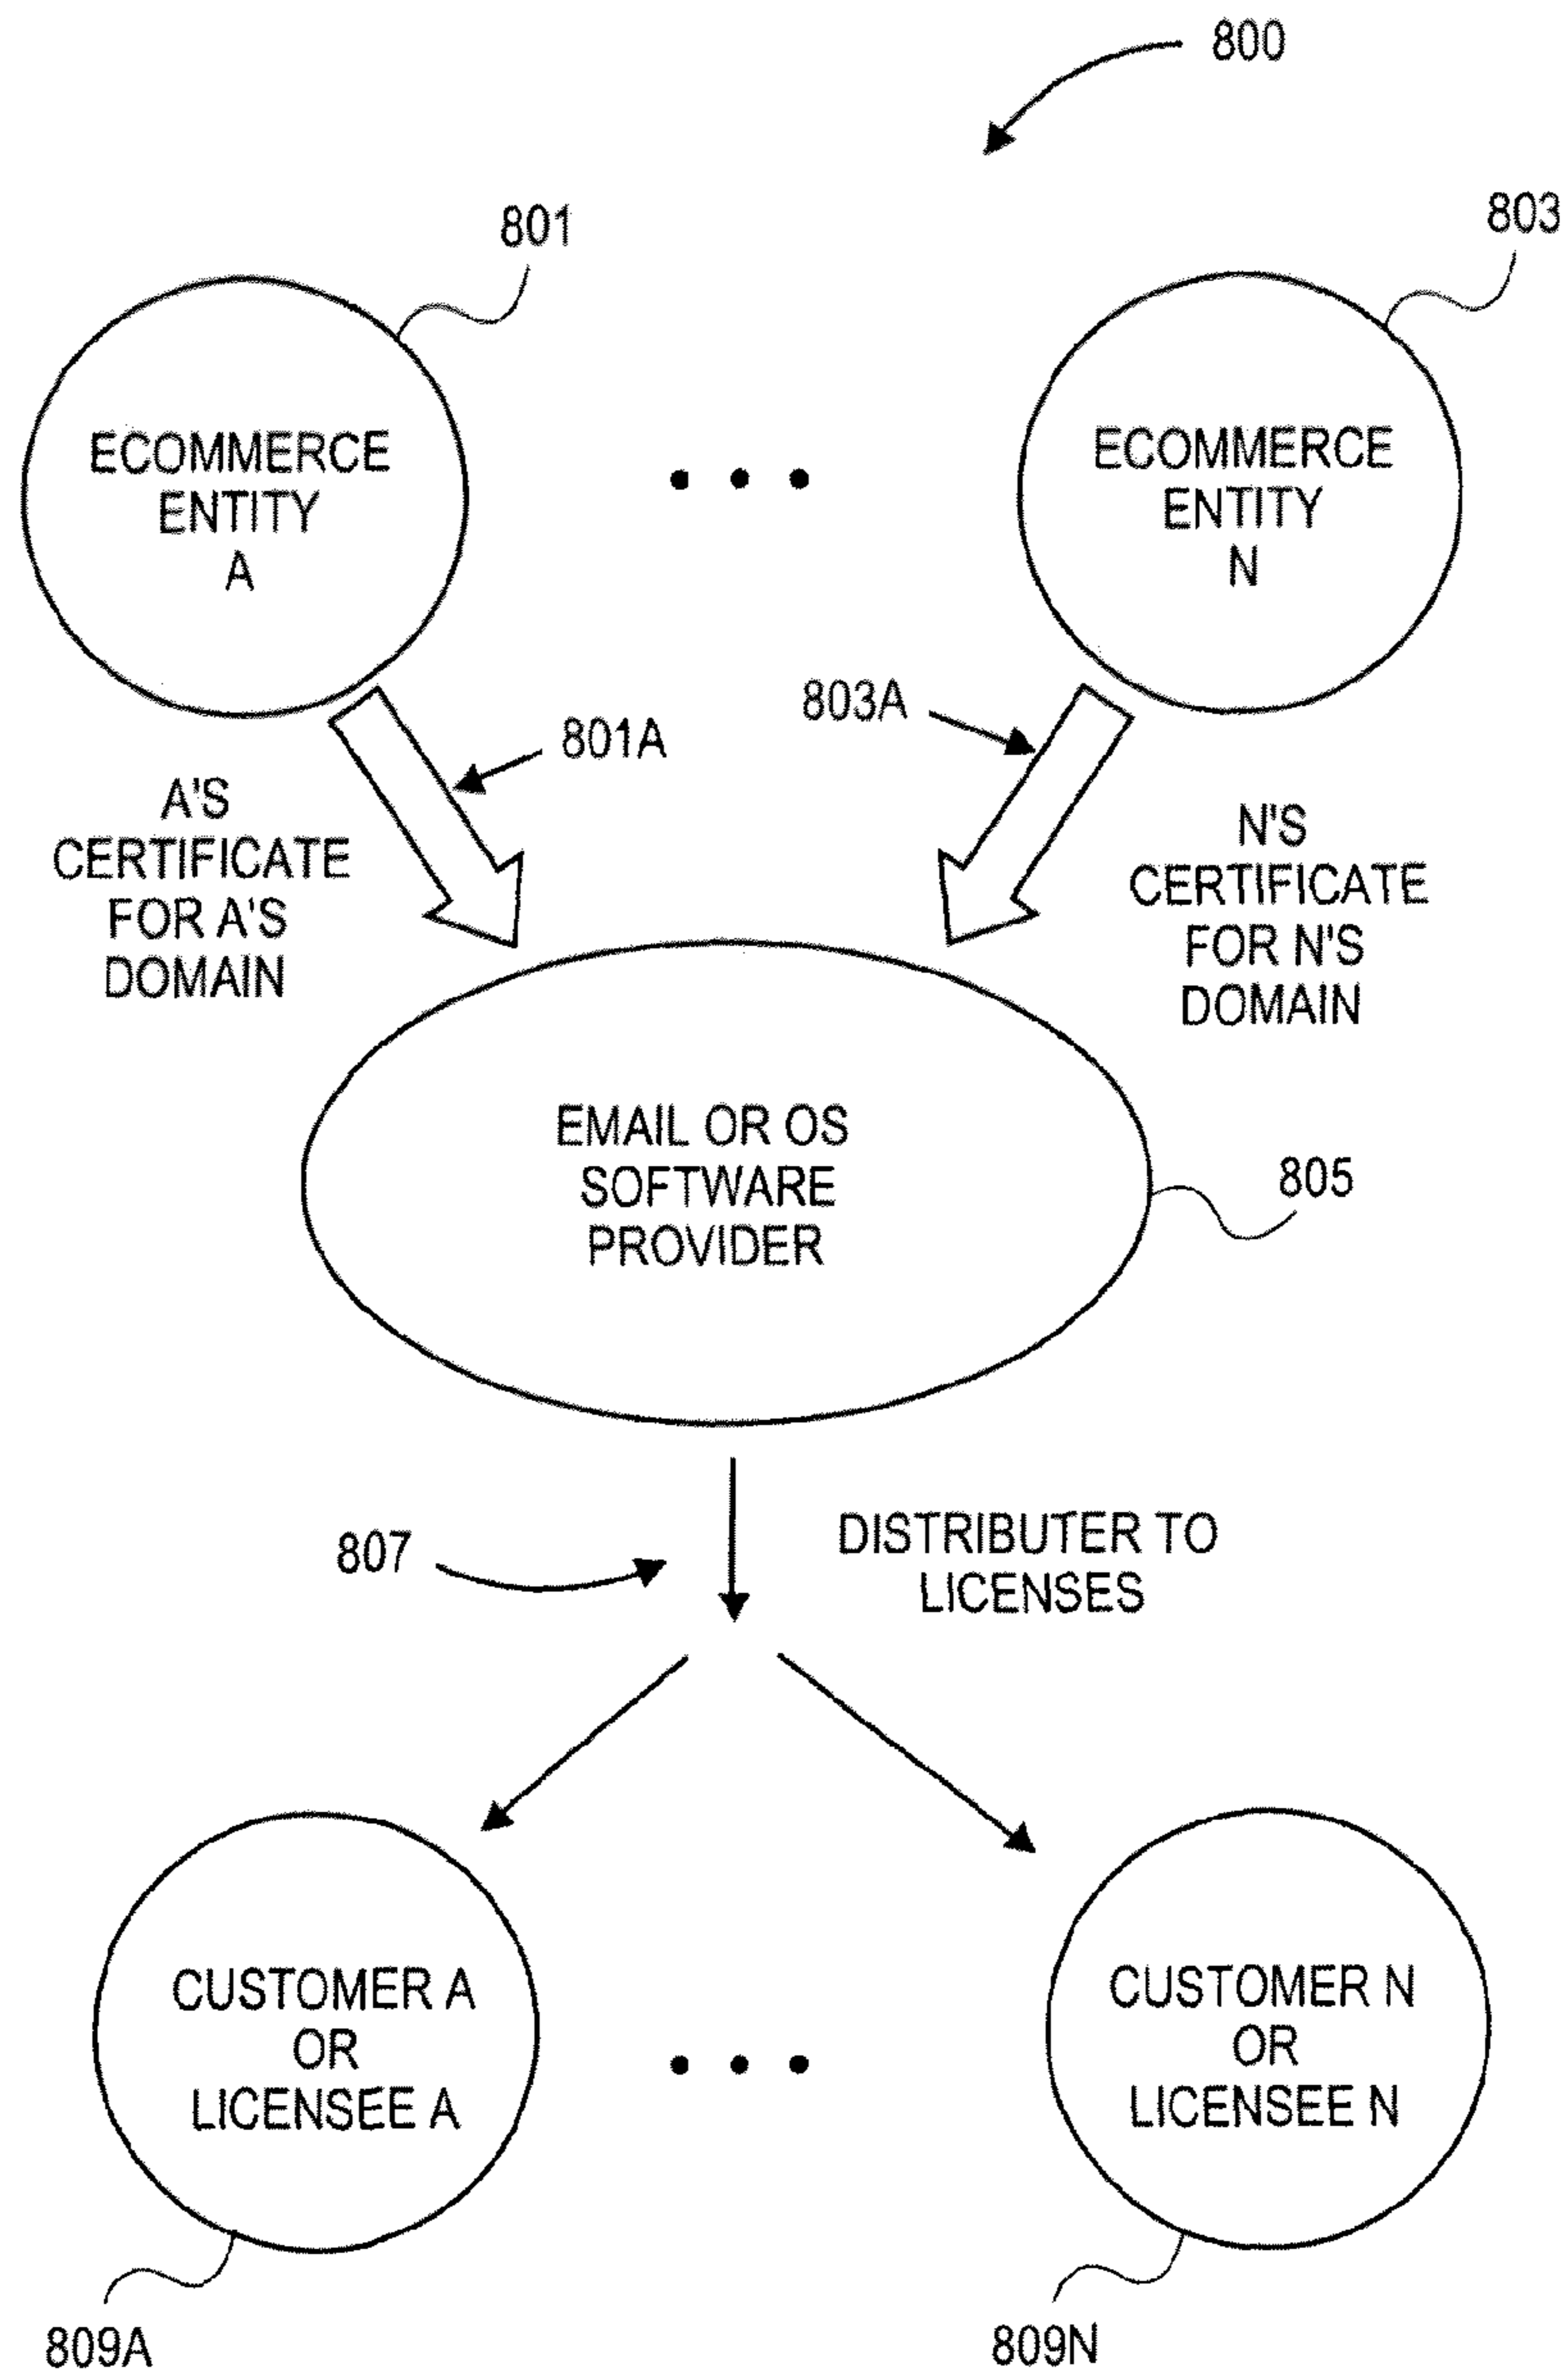 800
801
803
ECOMMERCE
ENTITY
A
ECOMMERCE
ENTITY
N
801A
803A
A'S
CERTIFICATE
FOR A'S
DOMAIN
N'S
CERTIFICATE
FOR N'S
DOMAIN
EMAIL OR OS
SOFTWARE
PROVIDER
805
807
DISTRIBUTER TO
LICENSES
CUSTOMER A
OR
LICENSEE A
CUSTOMER N
OR
LICENSEE N
809A
809N